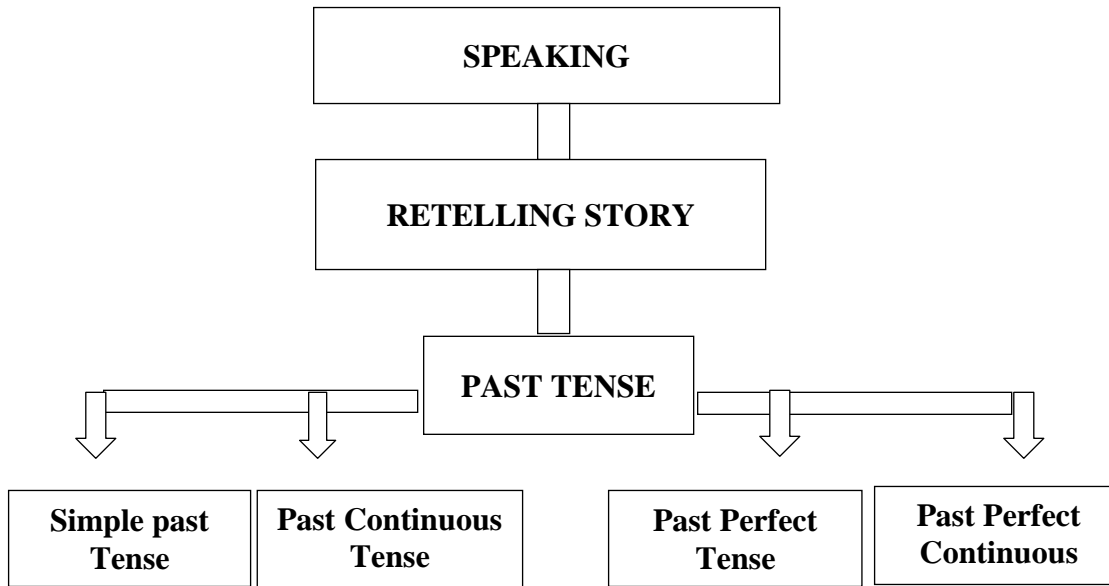 SPEAKING
RETELLING STORY
PAST TENSE
Simple past
Tense
Past Continuous
Tense
Past Perfect
Tense
Past Perfect
Continuous